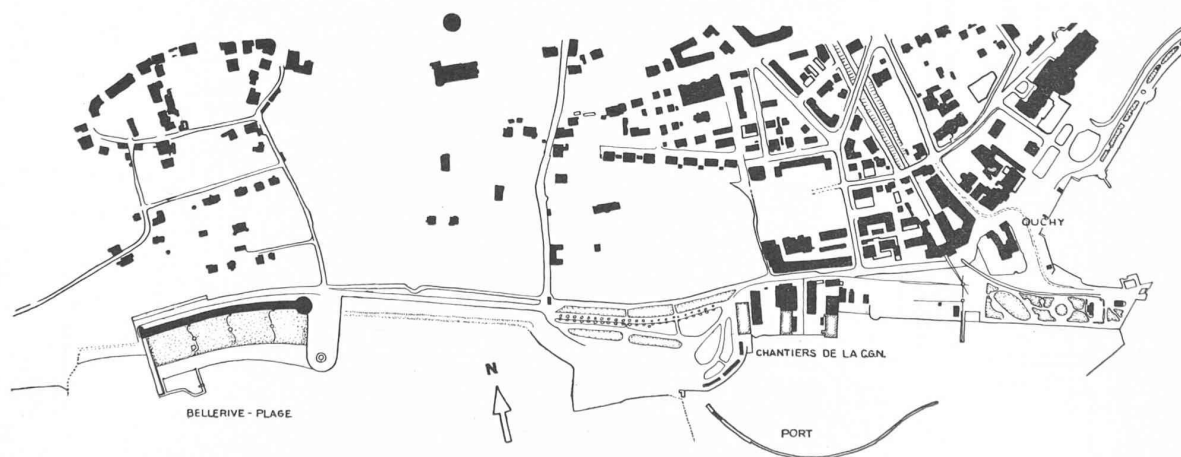 OUCHY
CHANTIERS DE LA C.G.N.
N
BELLERIVE - PLAGE
PORT